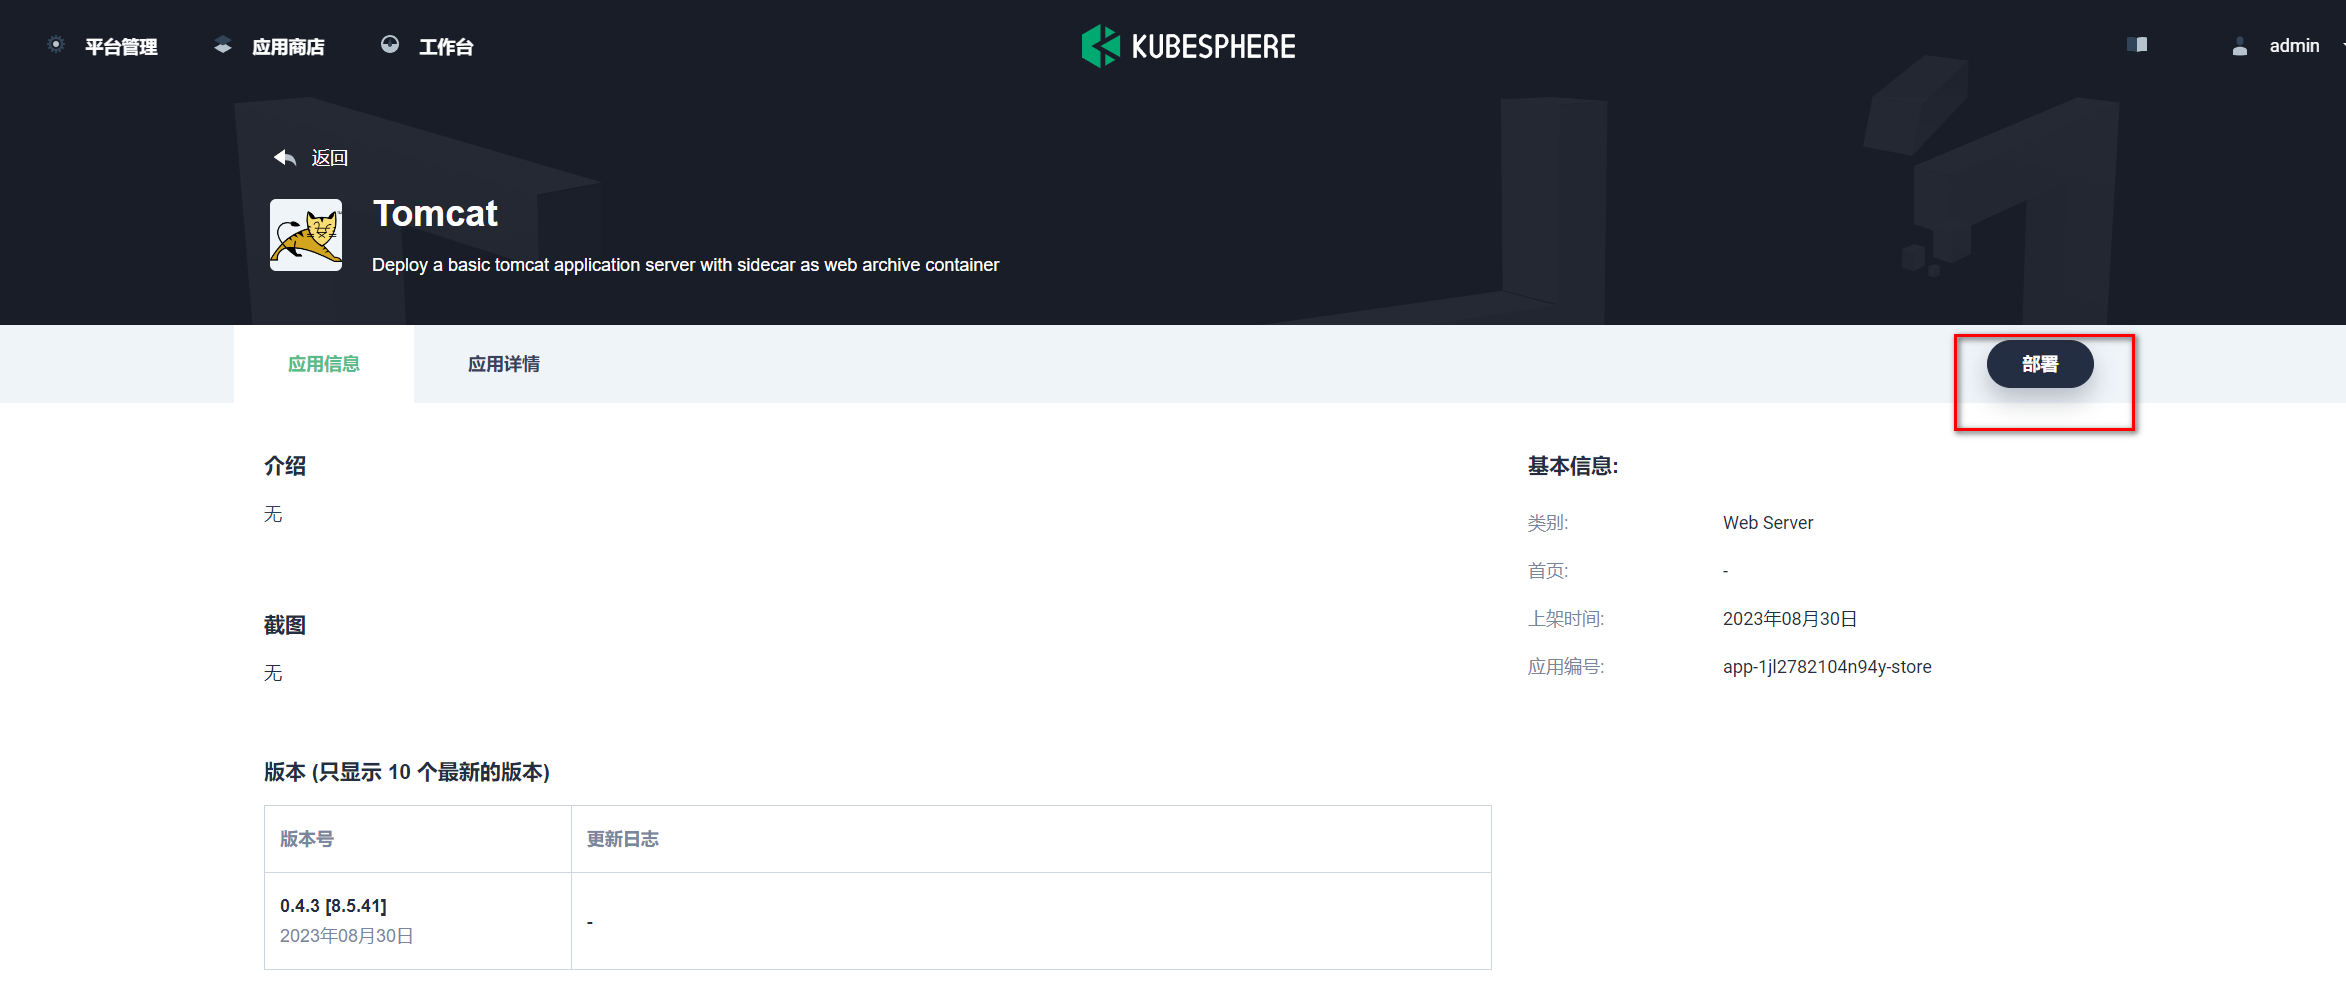 平台管理
应用商店
工作台
KUBESPHERE
admin
返回
Tomcat
Deploy a basic tomcat application server with sidecar as web archive container
应用信息
应用详情
部署
介绍
无
截图
无
版本 (只显示 10 个最新的版本)
版本号
更新日志
0.4.3 [8.5.41]
2023年08月30日
-
基本信息:
类别:
Web Server
首页:
-
上架时间:
2023年08月30日
应用编号:
app-1jl2782104n94y-store